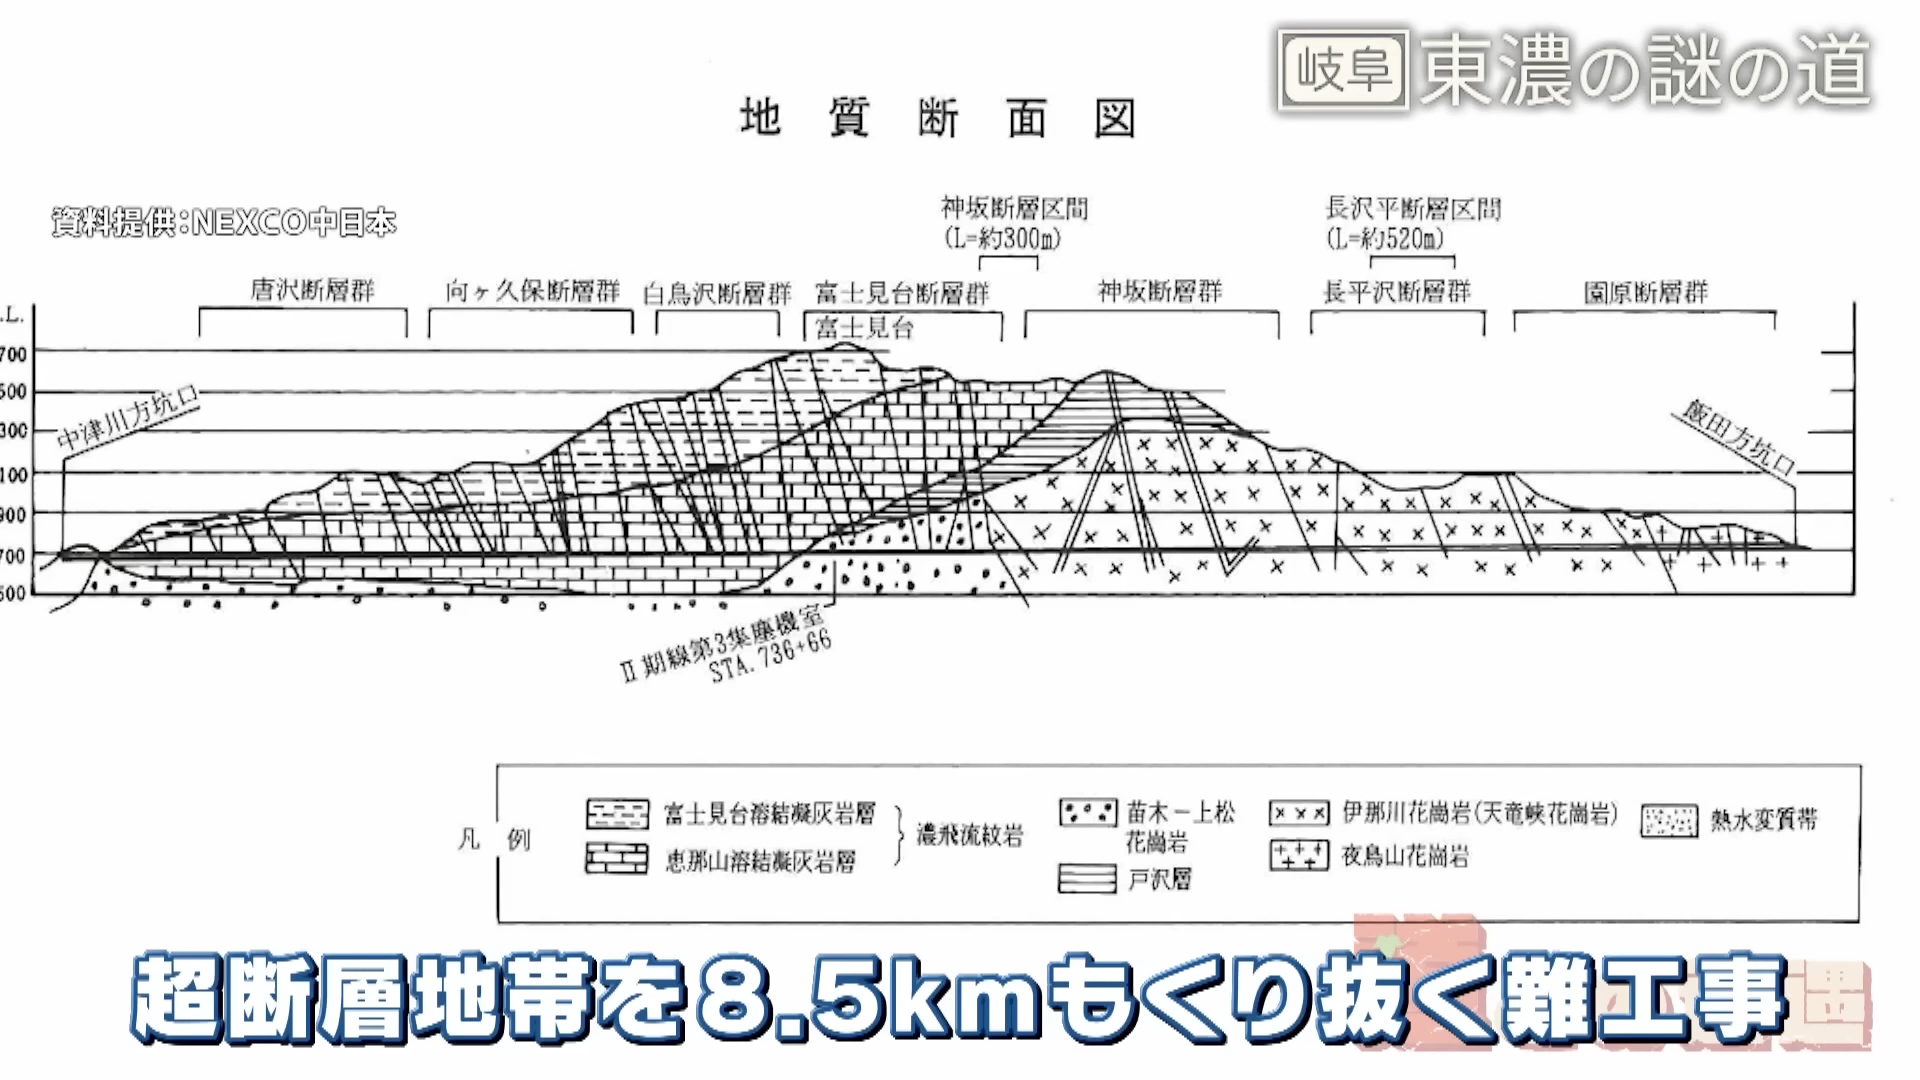 岐阜 東濃の謎の道
地質断面図
資料提供:NEXCO中日本
神坂断層区間
(L=約300m)
長沢平断層区間
(L=約520m)
唐沢断層群
向ヶ久保断層群
白鳥沢断層群
富士見台断層群
神坂断層群
長平沢断層群
園原断層群
富士見台
.L.
700
500
300
100
900
700
500
中津川方坑口
飯田方坑口
II期線第3集塵機室
STA.736+66
凡例
富士見台溶結凝灰岩層
恵那山溶結凝灰岩層
濃飛流紋岩
苗木-上松
花崗岩
戸沢層
伊那川花崗岩(天竜峡花崗岩)
夜烏山花崗岩
熱水変質帯
超断層地帯を8.5kmもくり抜く難工事